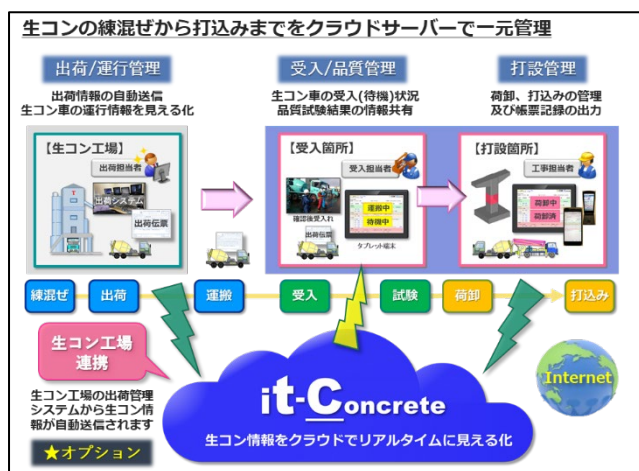 生コンの練混ぜから打込みまでをクラウドサーバーで一元管理
出荷/運行管理
出荷情報の自動送信
生コン車の運行情報を見える化
受入/品質管理
生コン車の受入(待機)状況
品質試験結果の情報共有
打設管理
荷卸、打込みの管理
及び帳票記録の出力
【生コン工場】
出荷担当者
出荷システム
出荷伝票
【受入箇所】
受入担当者
運搬中
待機中
確認後受入れ
出荷伝票
タブレット端末
【打設箇所】
工事担当者
荷卸中
荷卸済
練混ぜ
出荷
運搬
受入
試験
荷卸
打込み
生コン工場
連携
生コン工場の出荷管理
システムから生コン情
報が自動送信されます
★オプション
it-Concrete
生コン情報をクラウドでリアルタイムに見える化
Internet